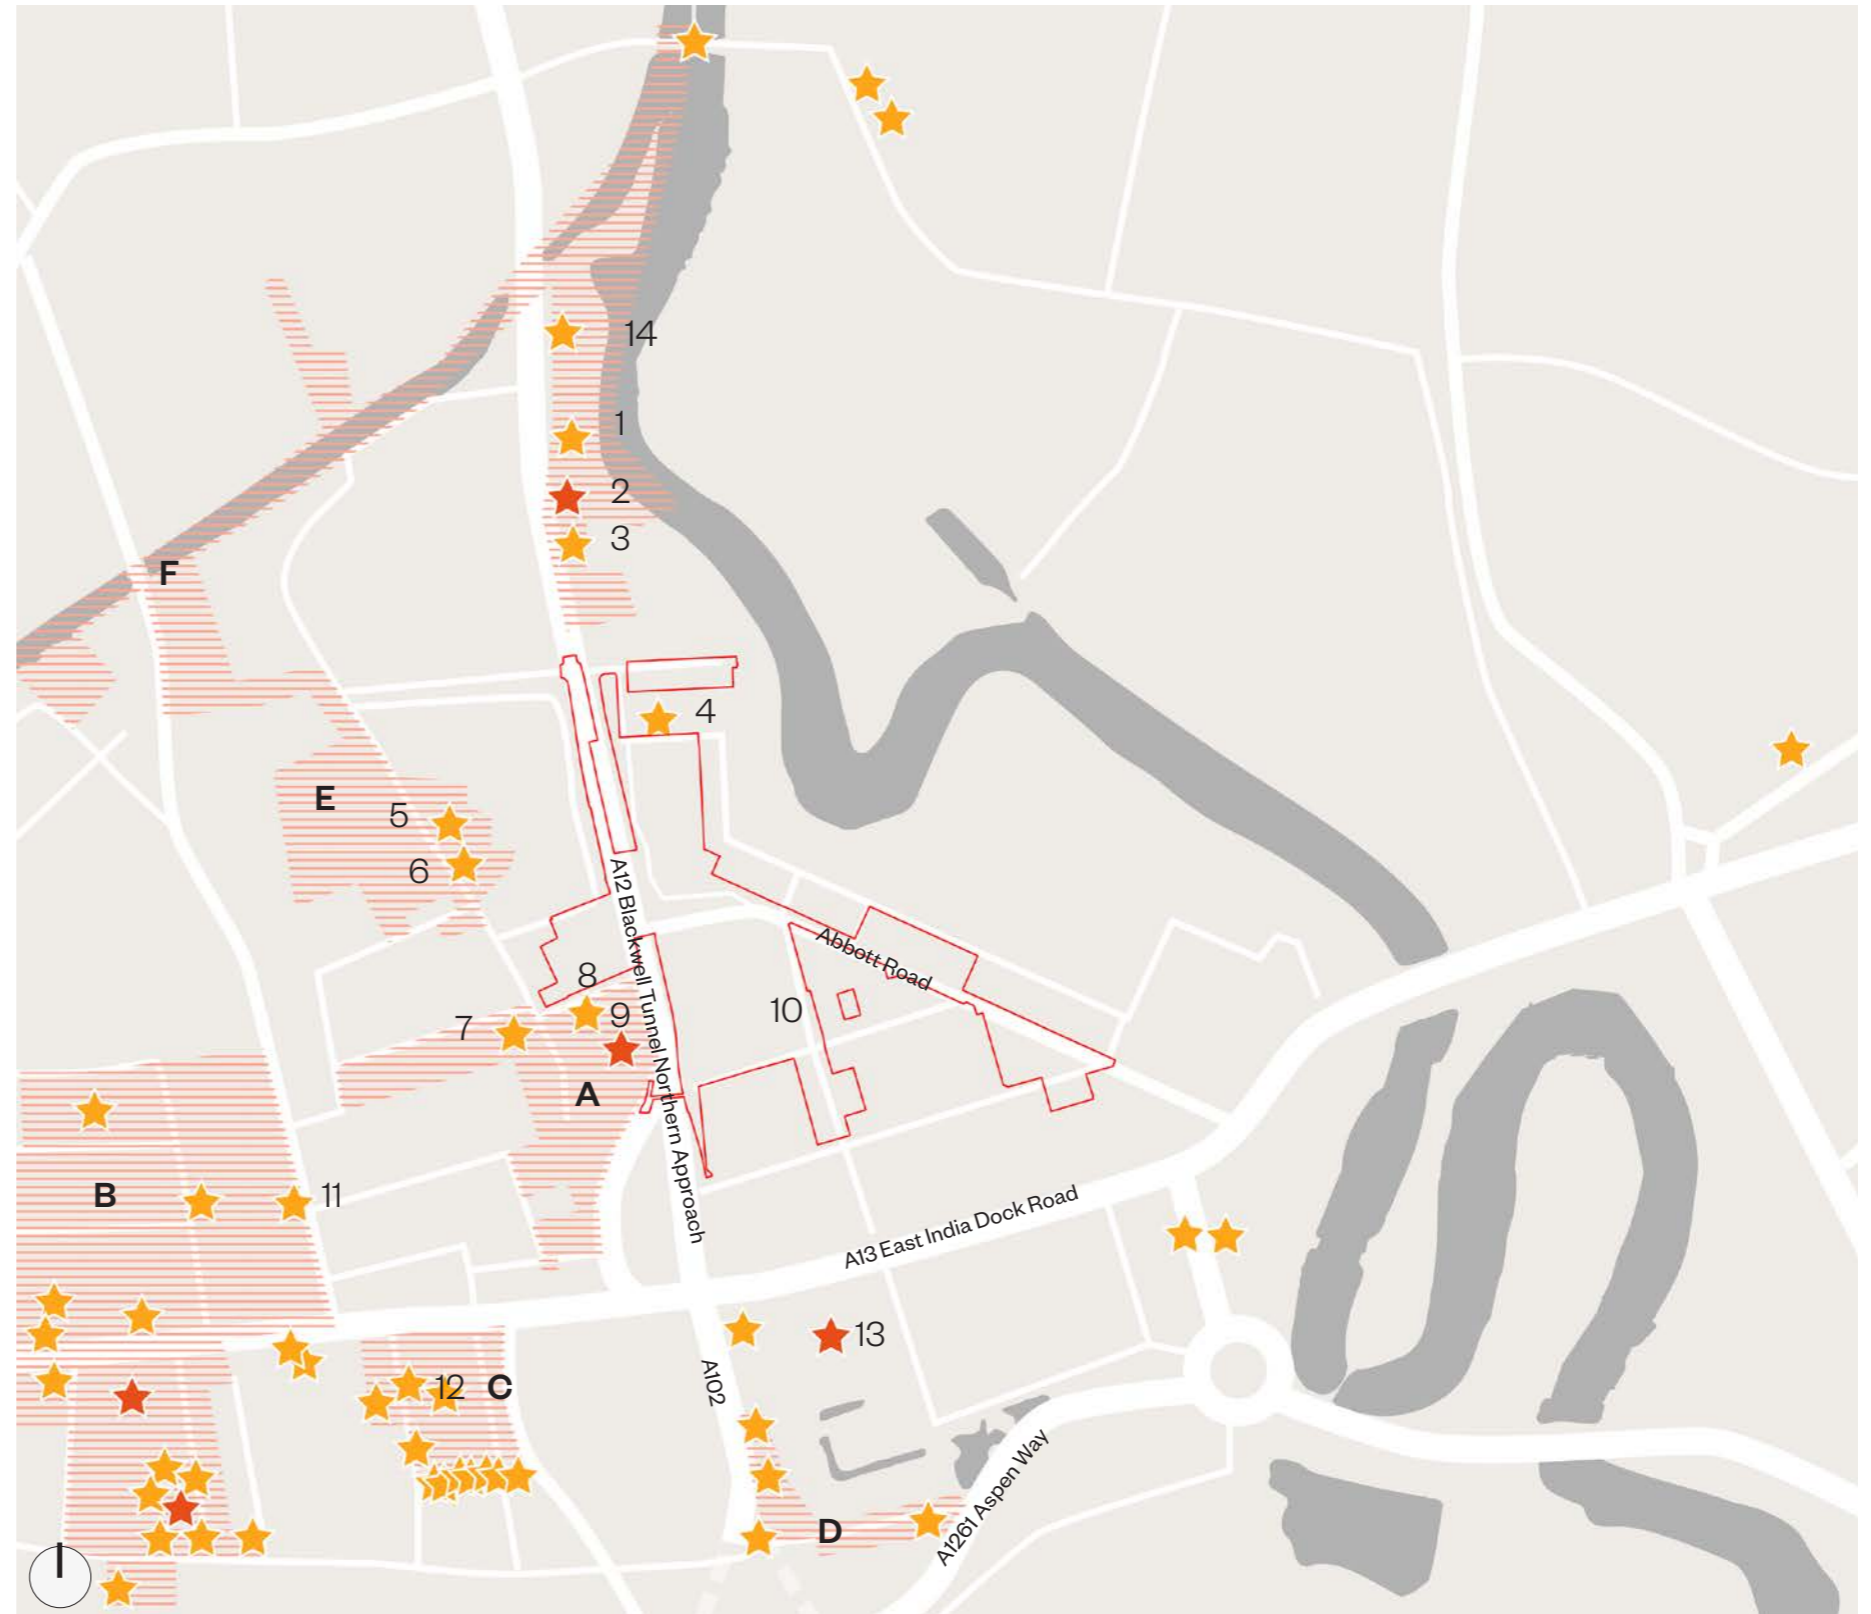 14
1
2
3
F
4
E
5
6
A12 Blackwell Tunnel Northern Approach
Abbott Road
8
9
10
7
A
B
11
A13 East India Dock Road
13
A102
12
C
D
A1261 Aspen Way